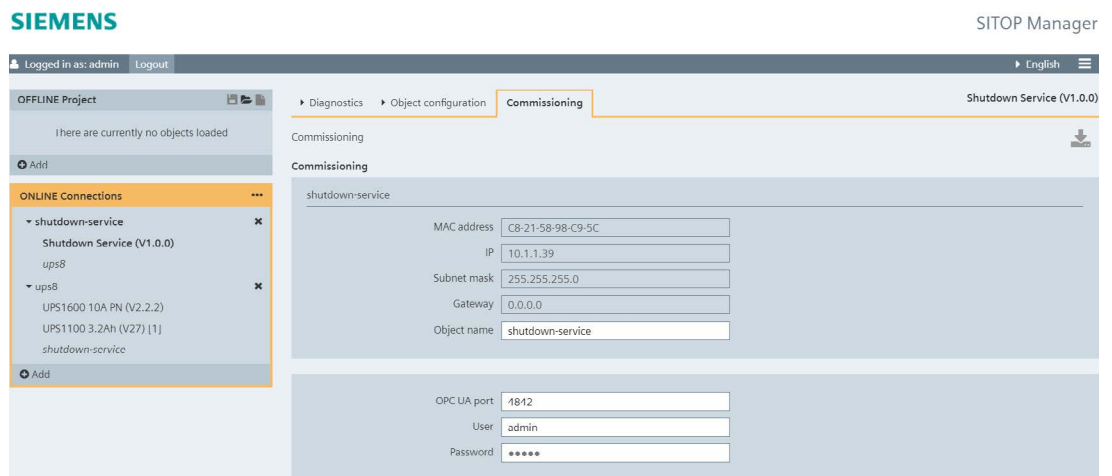 SIEMENS
SITOP Manager
Logged in as: admin Logout
English
OFFLINE Project
There are currently no objects loaded
Add
ONLINE Connections
shutdown-service
Shutdown Service (V1.0.0)
ups8
ups8
UPS1600 10A PN (V2.2.2)
UPS1100 3.2Ah (V27) [1]
shutdown-service
Add
Diagnostics Object configuration Commissioning
Shutdown Service (V1.0.0)
Commissioning
Commissioning
shutdown-service
MAC address C8-21-58-98-C9-5C
IP 10.1.1.39
Subnet mask 255.255.255.0
Gateway 0.0.0.0
Object name shutdown-service
OPC UA port 4842
User admin
Password •••••